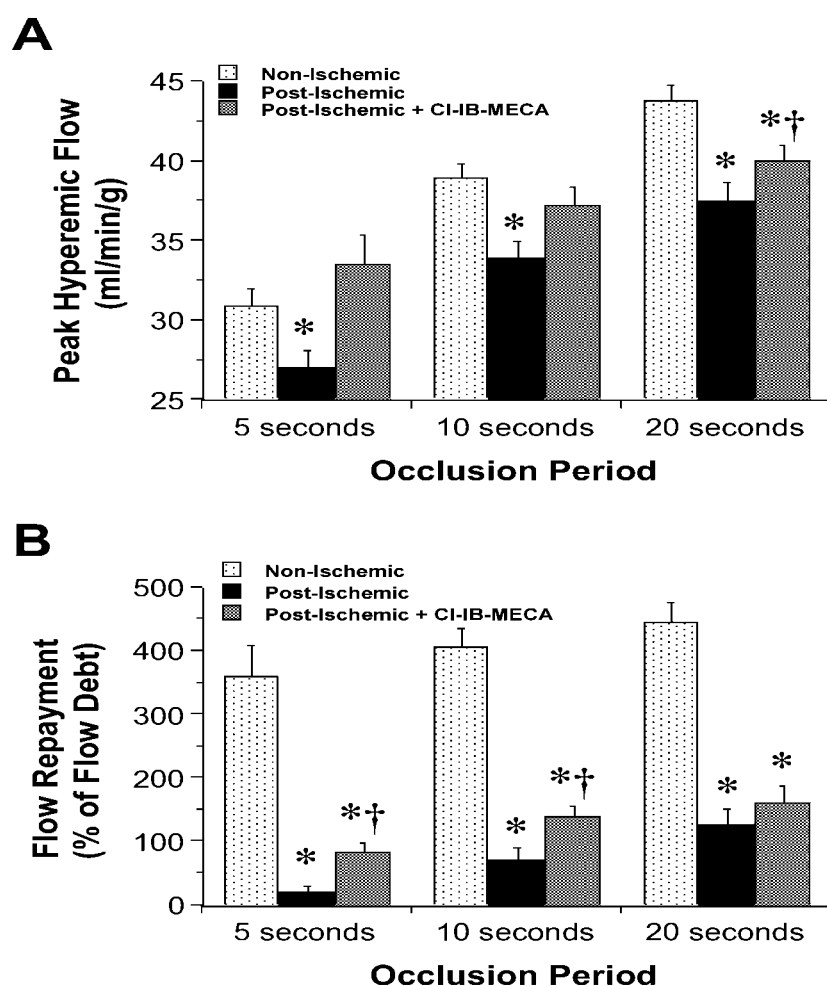 A
Non-Ischemic
Post-Ischemic
Post-Ischemic + CI-IB-MECA
Peak Hyperemic Flow
(ml/min/g)
45
40
35
30
25
*
*
*
*†
5 seconds
10 seconds
20 seconds
Occlusion Period
B
Non-Ischemic
Post-Ischemic
Post-Ischemic + CI-IB-MECA
Flow Repayment
(% of Flow Debt)
500
400
300
200
100
0
*
*†
*
*†
*
*
5 seconds
10 seconds
20 seconds
Occlusion Period